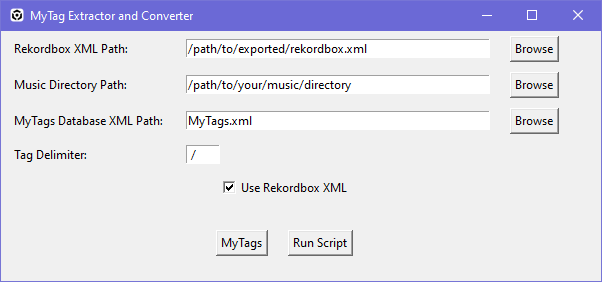 MyTag Extractor and Converter
Rekordbox XML Path: /path/to/exported/rekordbox.xml Browse
Music Directory Path: /path/to/your/music/directory Browse
MyTags Database XML Path: MyTags.xml Browse
Tag Delimiter: /
Use Rekordbox XML
MyTags Run Script